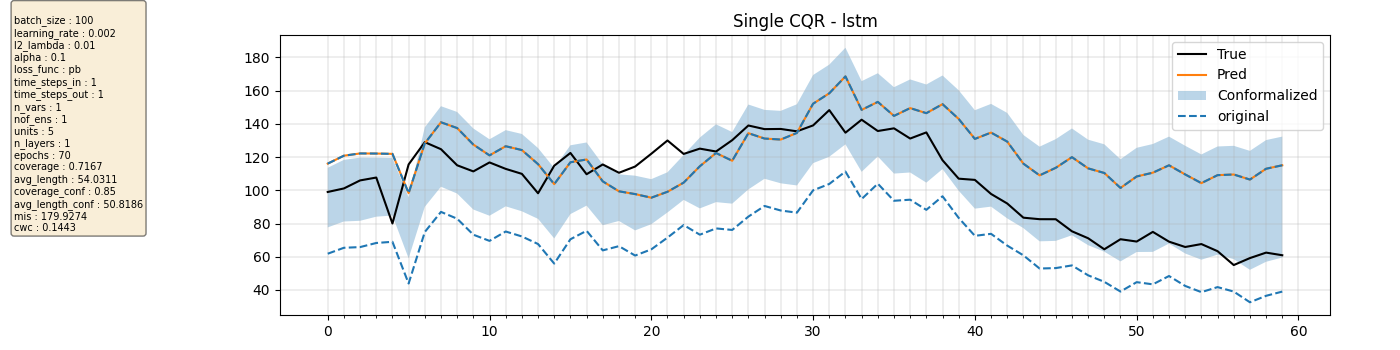 batch_size : 100
learning_rate : 0.002
l2_lambda : 0.01
alpha : 0.1
loss_func : pb
time_steps_in : 1
time_steps_out : 1
n_vars : 1
nof_ens : 1
units : 5
n_layers : 1
epochs : 70
coverage : 0.7167
avg_length : 54.0311
coverage_conf : 0.85
avg_length_conf : 50.8186
mis : 179.9274
cwc : 0.1443
Single CQR - lstm
180
160
140
120
100
80
60
40
0 10 20 30 40 50 60
True
Pred
Conformalized
original